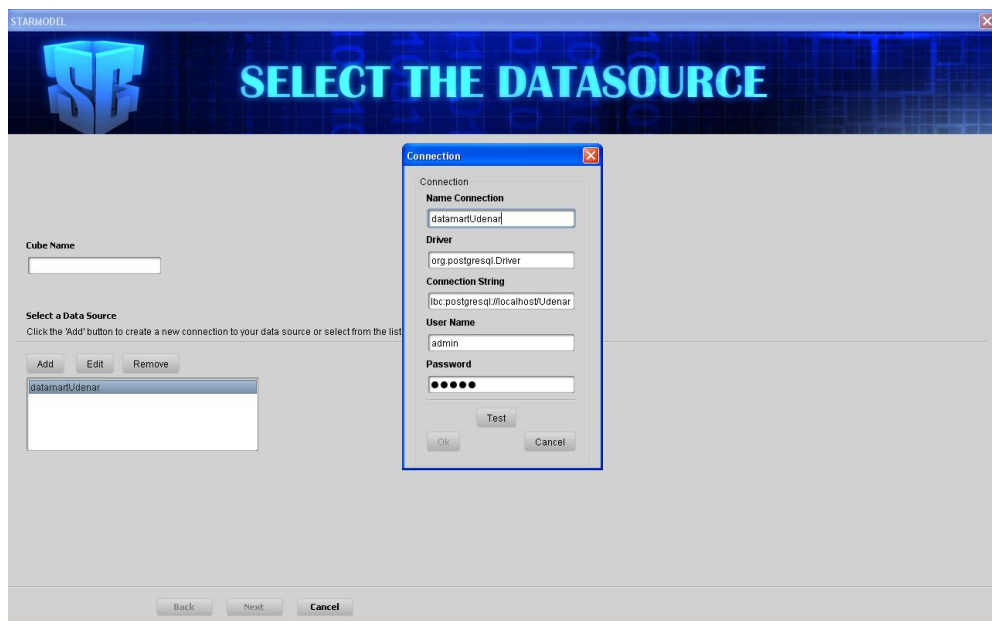 STARMODEL
SELECT THE DATASOURCE
Connection
Connection
Name Connection
datamartUdenar
Driver
org.postgresql.Driver
Connection String
lbc:postgresql://localhost/Udenar
User Name
admin
Password
●●●●●
Test
Ok
Cancel
Cube Name
Select a Data Source
Click the 'Add' button to create a new connection to your data source or select from the list
Add Edit Remove
datamartUdenar
Back Next Cancel